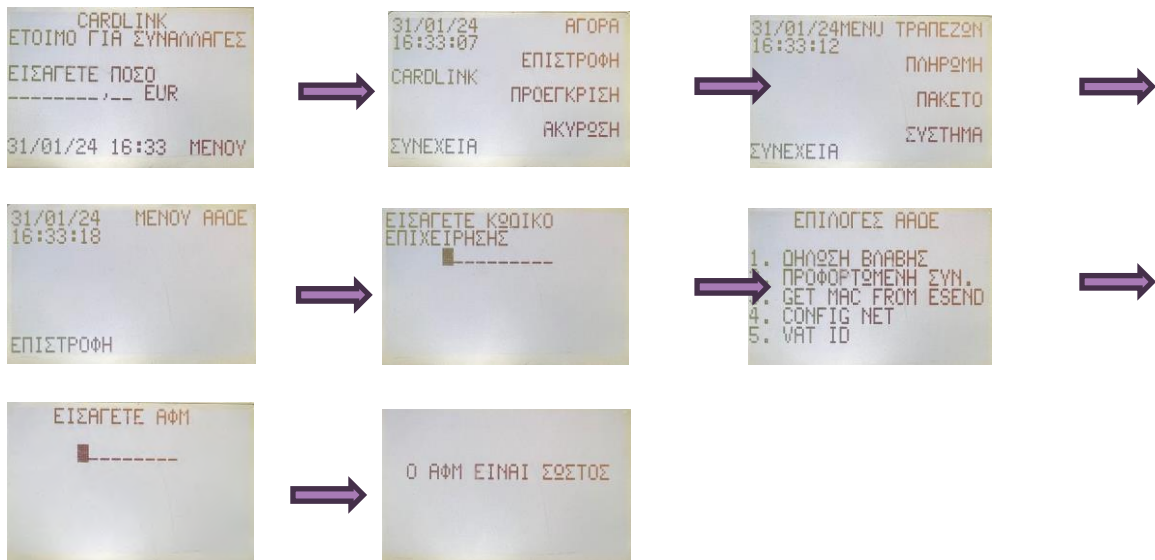 CARDLINK
ΕΤΟΙΜΟ ΓΙΑ ΣΥΝΑΛΛΑΓΕΣ
ΕΙΣΑΓΕΤΕ ΠΟΣΟ
________,__ EUR
31/01/24 16:33 ΜΕΝΟΥ
31/01/24 ΑΓΟΡΑ
16:33:07
ΕΠΙΣΤΡΟΦΗ
CARDLINK
ΠΡΟΕΓΚΡΙΣΗ
ΑΚΥΡΩΣΗ
ΣΥΝΕΧΕΙΑ
31/01/24MENU ΤΡΑΠΕΖΩΝ
16:33:12
ΠΛΗΡΩΜΗ
ΠΑΚΕΤΟ
ΣΥΣΤΗΜΑ
ΣΥΝΕΧΕΙΑ
31/01/24 ΜΕΝΟΥ ΑΑΔΕ
16:33:18
ΕΠΙΣΤΡΟΦΗ
ΕΙΣΑΓΕΤΕ ΚΩΔΙΚΟ
ΕΠΙΧΕΙΡΗΣΗΣ
ΕΠΙΛΟΓΕΣ ΑΑΔΕ
1. ΔΗΛΩΣΗ ΒΛΑΒΗΣ
ΠΡΟΦΟΡΤΩΜΕΝΗ ΣΥΝ.
GET MAC FROM ESEND
4. CONFIG NET
5. VAT ID
ΕΙΣΑΓΕΤΕ ΑΦΜ
Ο ΑΦΜ ΕΙΝΑΙ ΣΩΣΤΟΣ